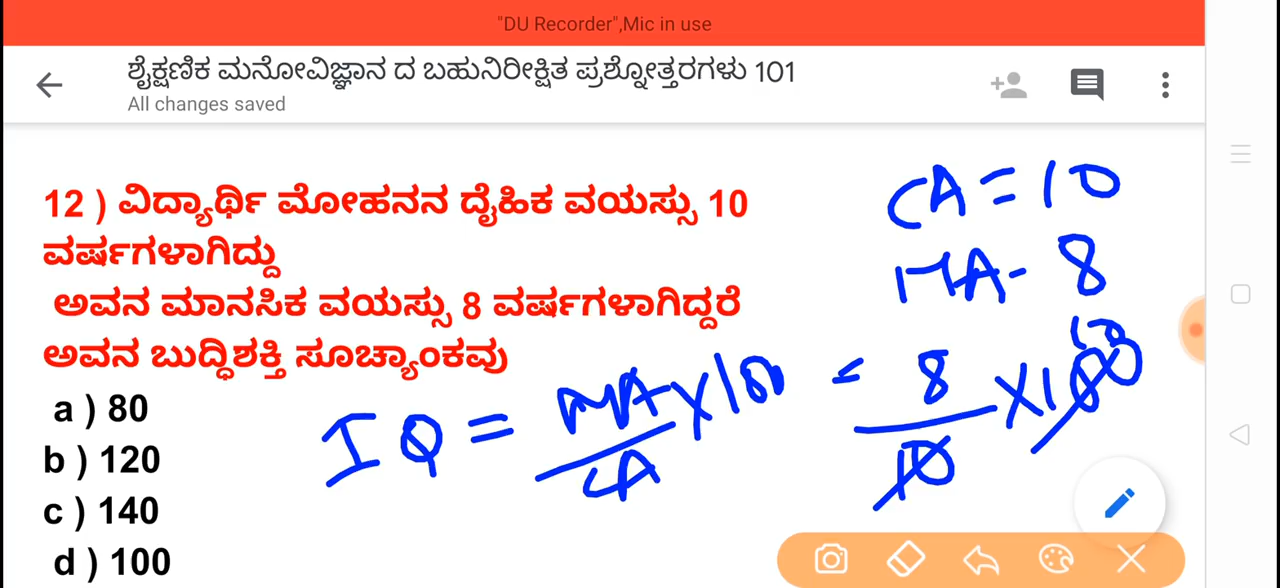 "DU Recorder",Mic in use
ಶೈಕ್ಷಣಿಕ ಮನೋವಿಜ್ಞಾನ ದ ಬಹುನಿರೀಕ್ಷಿತ ಪ್ರಶ್ನೋತ್ತರಗಳು 101
All changes saved
12 ) ವಿದ್ಯಾರ್ಥಿ ಮೋಹನನ ದೈಹಿಕ ವಯಸ್ಸು 10
ವರ್ಷಗಳಾಗಿದ್ದು
ಅವನ ಮಾನಸಿಕ ವಯಸ್ಸು 8 ವರ್ಷಗಳಾಗಿದ್ದರೆ
ಅವನ ಬುದ್ಧಿಶಕ್ತಿ ಸೂಚ್ಯಾಂಕವು
a ) 80
b ) 120
c ) 140
d ) 100
CA = 10
MA - 8
IQ = MA/CA X 100 = 8/10 X 100
10